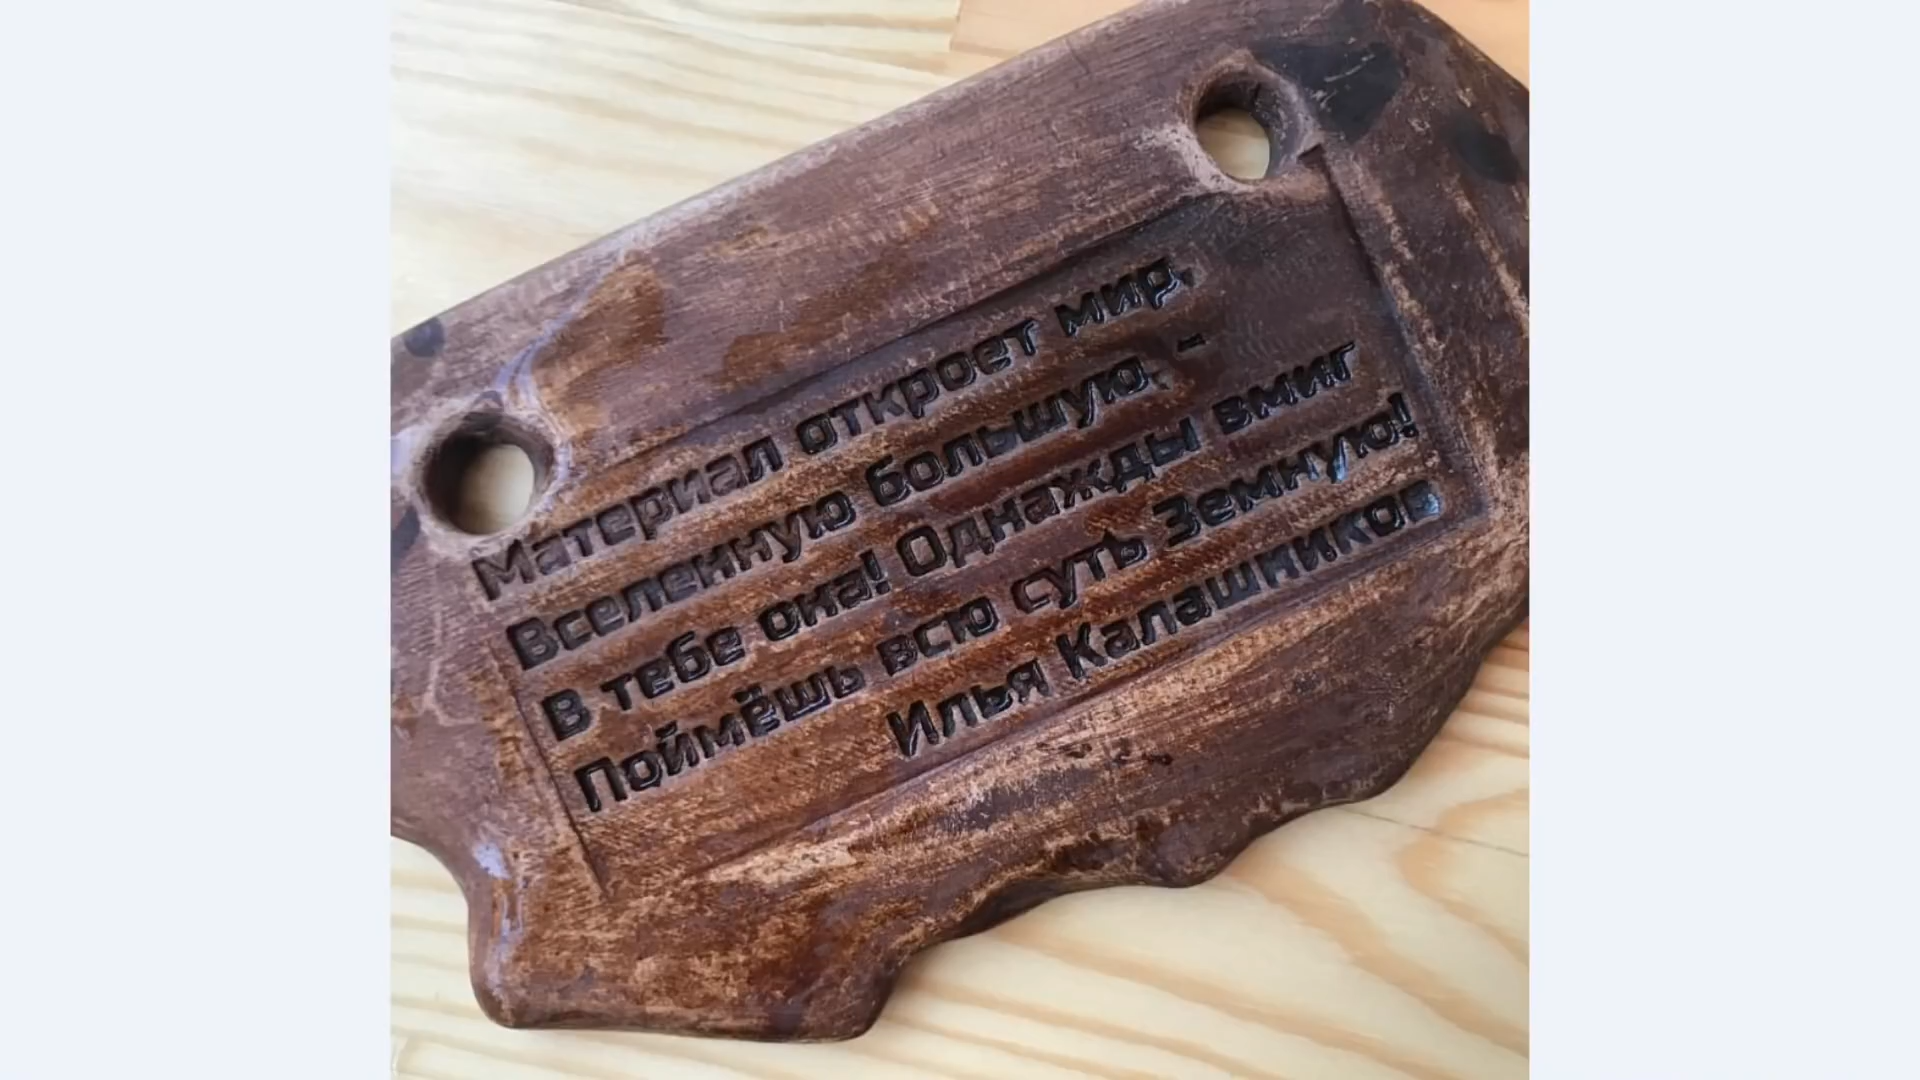 Материал откроет мир,
Вселенную большую, -
В тебе она! Однажды вмиг
Поймёшь всю суть Земную!
Илья Калашников